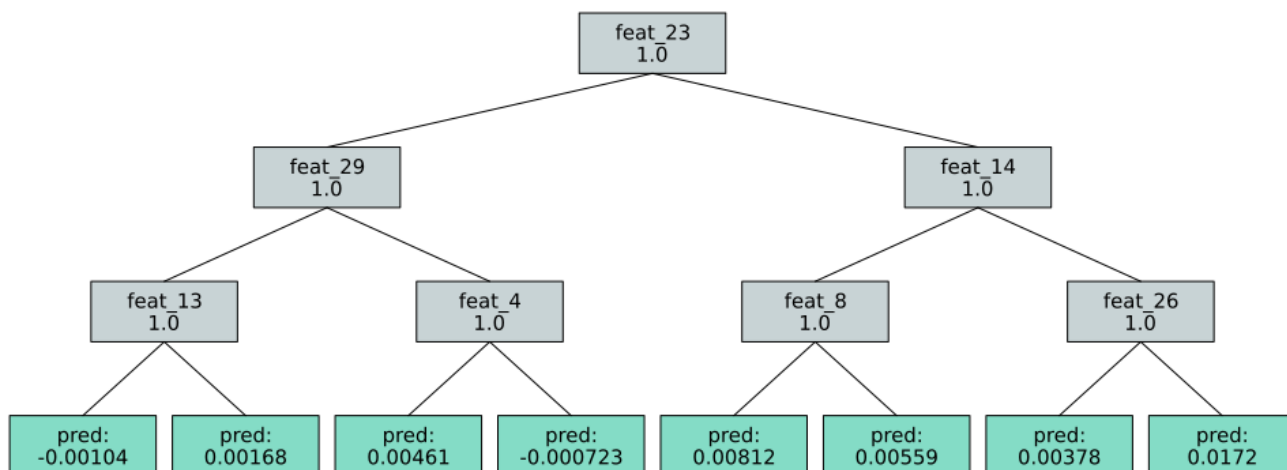 feat_23
1.0
feat_29
1.0
feat_14
1.0
feat_13
1.0
feat_4
1.0
feat_8
1.0
feat_26
1.0
pred:
-0.00104
pred:
0.00168
pred:
0.00461
pred:
-0.000723
pred:
0.00812
pred:
0.00559
pred:
0.00378
pred:
0.0172